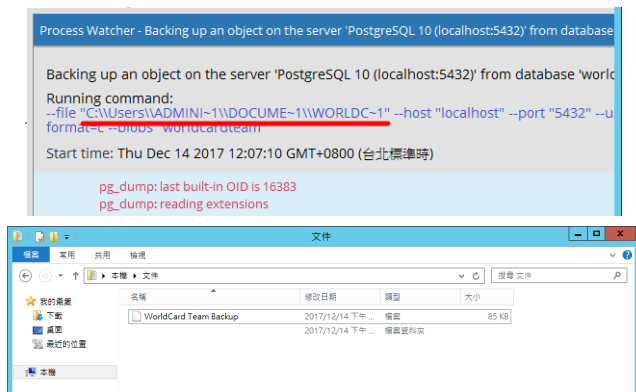 Process Watcher - Backing up an object on the server 'PostgreSQL 10 (localhost:5432)' from database
Backing up an object on the server 'PostgreSQL 10 (localhost:5432)' from database 'worlc
Running command:
--file "C:\\Users\\ADMINI~1\\DOCUME~1\\WORLDC~1" --host "localhost" --port "5432" --u
format=c --blobs "worldcardteam"
Start time: Thu Dec 14 2017 12:07:10 GMT+0800 (台北標準時)
pg_dump: last built-in OID is 16383
pg_dump: reading extensions
文件
檔案 常用 共用 檢視
本機 文件 搜尋 文件
名稱 修改日期 類型 大小
我的最愛
WorldCard Team Backup 2017/12/14 下午 ... 檔案 85 KB
下載
2017/12/14 下午 ... 檔案資料夾
桌面
最近的位置
本機